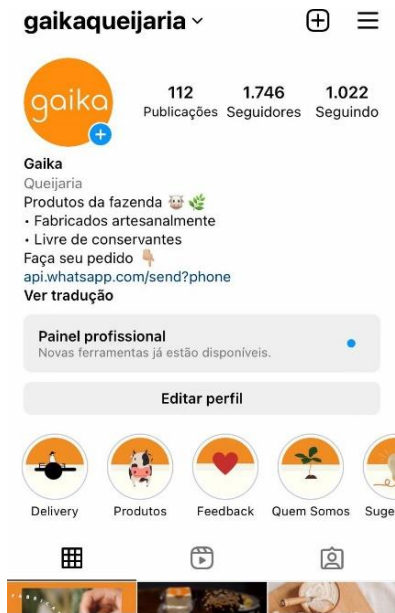 gaikaqueijaria
gaika
112
1.746
1.022
Publicações
Seguidores
Seguindo
Gaika
Queijaria
Produtos da fazenda 🐮 🌿
• Fabricados artesanalmente
• Livre de conservantes
Faça seu pedido 👇🏼
api.whatsapp.com/send?phone
Ver tradução
Painel profissional
Novas ferramentas já estão disponíveis.
Editar perfil
Delivery
Produtos
Feedback
Quem Somos
Suge